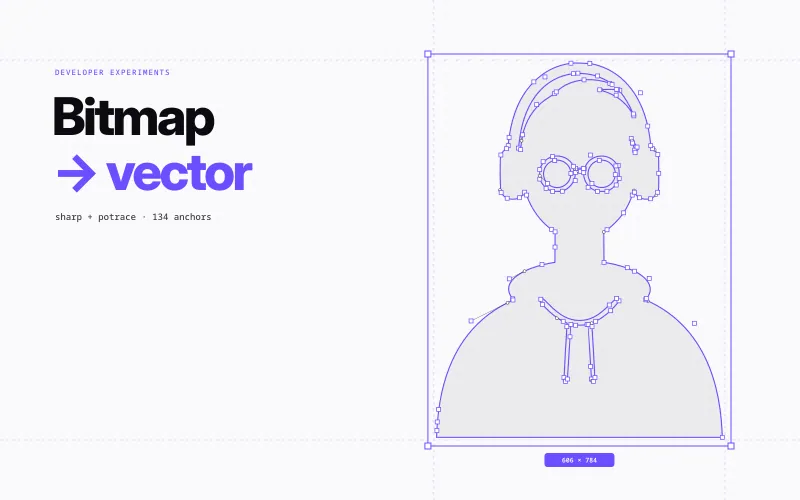 DEVELOPER EXPERIMENTS
Bitmap
→ vector
sharp + potrace · 134 anchors
606 × 784